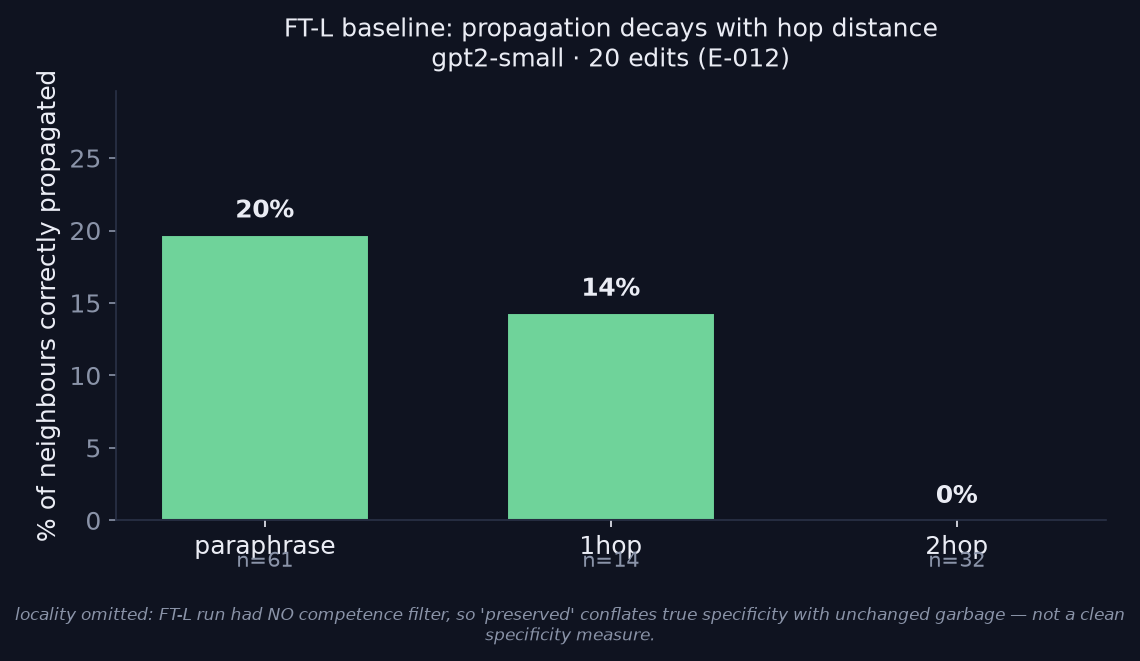 FT-L baseline: propagation decays with hop distance
gpt2-small · 20 edits (E-012)
% of neighbours correctly propagated
25
20
15
10
5
0
20%
14%
0%
paraphrase
1hop
2hop
n=61
n=14
n=32
locality omitted: FT-L run had NO competence filter, so 'preserved' conflates true specificity with unchanged garbage — not a clean
specificity measure.